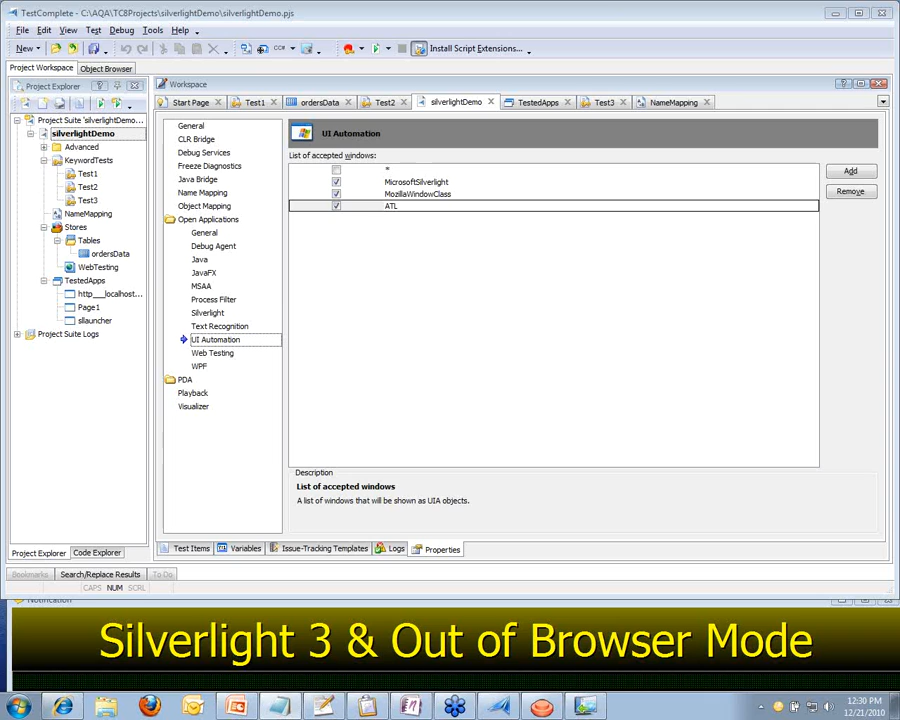 TestComplete - C:\AQA\TC8Projects\silverlightDemo\silverlightDemo.pjs
File Edit View Test Debug Tools Help
New Install Script Extensions...
Project Workspace Object Browser
Project Explorer
Workspace
Start Page Test1 ordersData Test2 silverlightDemo TestedApps Test3 NameMapping
Project Suite 'silverlightDemo...
silverlightDemo
Advanced
KeywordTests
Test1
Test2
Test3
NameMapping
Stores
Tables
ordersData
WebTesting
TestedApps
http___localhost...
Page1
sllauncher
Project Suite Logs
General
CLR Bridge
Debug Services
Freeze Diagnostics
Java Bridge
Name Mapping
Object Mapping
Open Applications
General
Debug Agent
Java
JavaFX
MSAA
Process Filter
Silverlight
Text Recognition
UI Automation
Web Testing
WPF
PDA
Playback
Visualizer
UI Automation
List of accepted windows:
*
MicrosoftSilverlight
MozillaWindowClass
ATL
Add
Remove
Description
List of accepted windows
A list of windows that will be shown as UIA objects.
Project Explorer Code Explorer
Test Items Variables Issue-Tracking Templates Logs Properties
Bookmarks Search/Replace Results To Do
CAPS NUM SCRL
Notification
Silverlight 3 & Out of Browser Mode
12:30 PM
12/21/2010